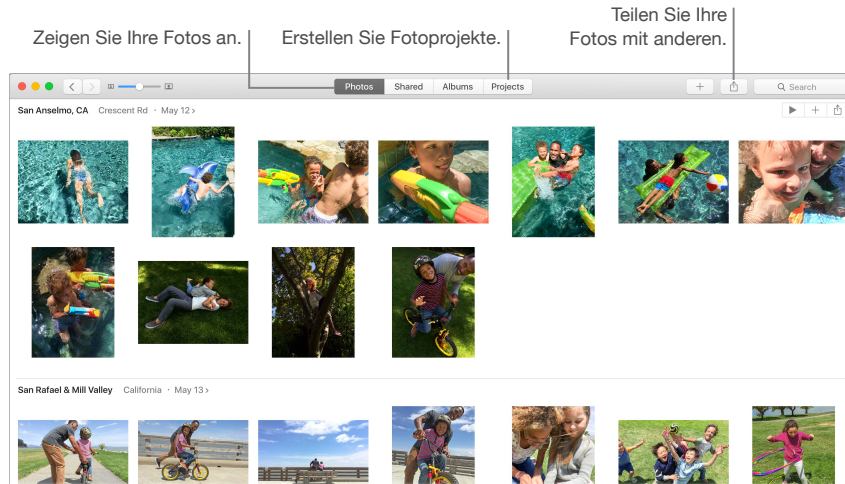 Teilen Sie Ihre
Zeigen Sie Ihre Fotos an. Erstellen Sie Fotoprojekte. Fotos mit anderen.
Photos Shared Albums Projects Search
San Anselmo, CA Crescent Rd · May 12 >
San Rafael & Mill Valley California · May 13 >